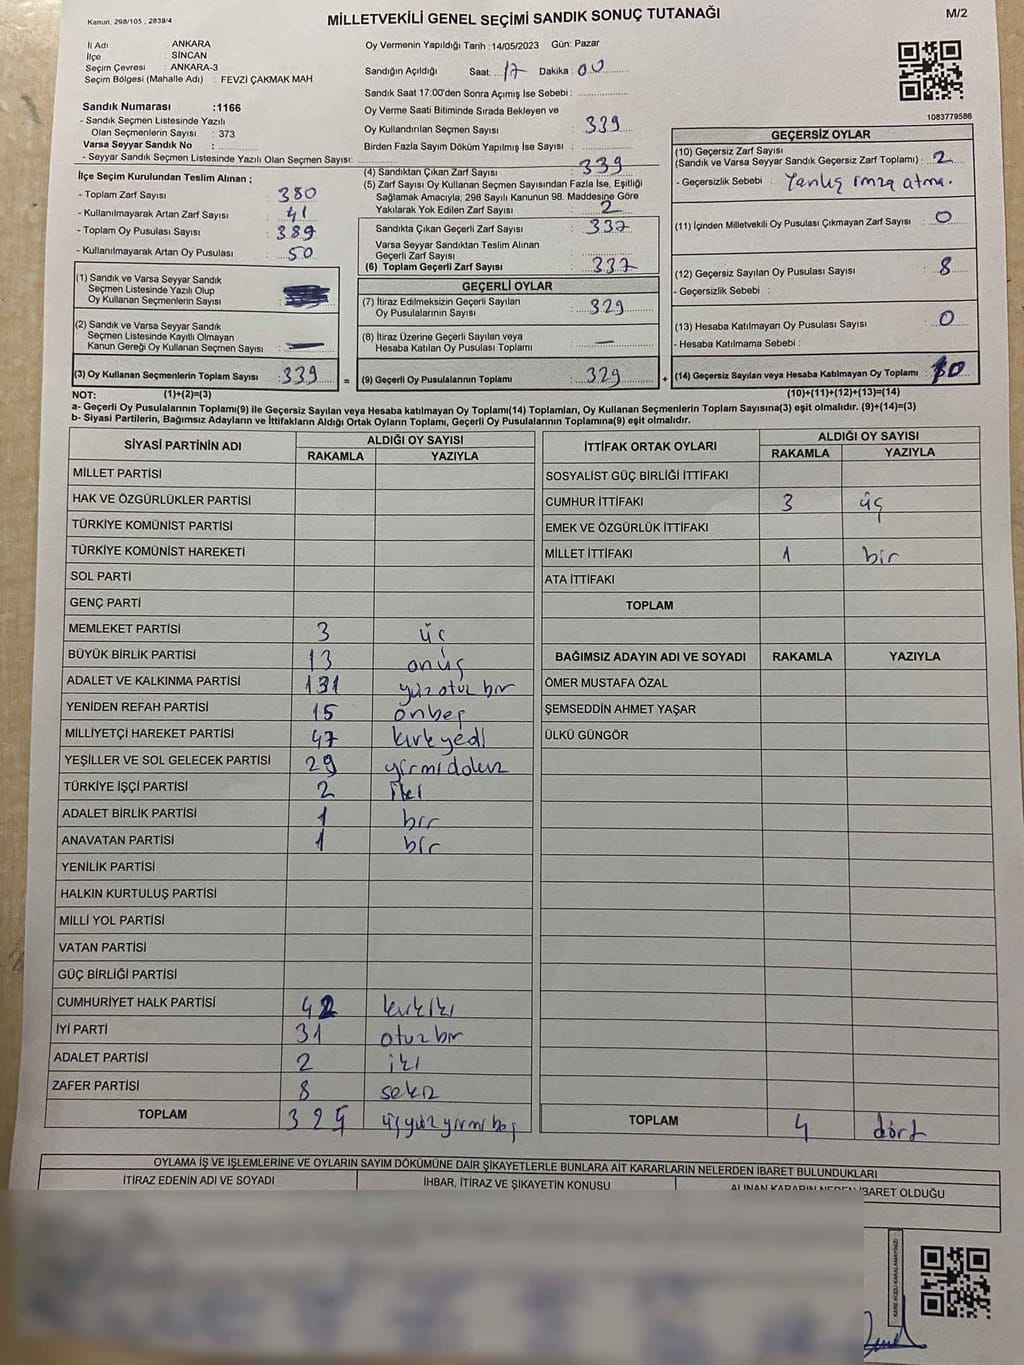 Kanun. 298/105 , 2839/4
MİLLETVEKİLİ GENEL SEÇİMİ SANDIK SONUÇ TUTANAĞI
M/2
İl Adı : ANKARA
İlçe : SİNCAN
Seçim Çevresi : ANKARA-3
Seçim Bölgesi (Mahalle Adı) : FEVZİ ÇAKMAK MAH.
Sandık Numarası :1166
- Sandık Seçmen Listesinde Yazılı
Olan Seçmenlerin Sayısı : 373
Varsa Seyyar Sandık No :
- Seyyar Sandık Seçmen Listesinde Yazılı Olan Seçmen Sayısı:
Oy Vermenin Yapıldığı Tarih :14/05/2023 Gün: Pazar
Sandığın Açıldığı Saat: 17 Dakika : 00
Sandık Saat 17:00'den Sonra Açımış İse Sebebi :
Oy Verme Saati Bitiminde Sırada Bekleyen ve
Oy Kullandırılan Seçmen Sayısı : 339
Birden Fazla Sayım Döküm Yapılmış İse Sayısı :
1083779586
İlçe Seçim Kurulundan Teslim Alınan ;
- Toplam Zarf Sayısı : 380
- Kullanılmayarak Artan Zarf Sayısı : 41
- Toplam Oy Pusulası Sayısı : 389
- Kullanılmayarak Artan Oy Pusulası : 50
(4) Sandıktan Çıkan Zarf Sayısı : 339
(5) Zarf Sayısı Oy Kullanan Seçmen Sayısından Fazla İse, Eşitliği
Sağlamak Amacıyla; 298 Sayılı Kanunun 98. Maddesine Göre
Yakılarak Yok Edilen Zarf Sayısı : 2
Sandıkta Çıkan Geçerli Zarf Sayısı : 337
Varsa Seyyar Sandıktan Teslim Alınan
Geçerli Zarf Sayısı :
(6) Toplam Geçerli Zarf Sayısı : 337
GEÇERSİZ OYLAR
(10) Geçersiz Zarf Sayısı
(Sandık ve Varsa Seyyar Sandık Geçersiz Zarf Toplamı) : 2
- Geçersizlik Sebebi : Yanlış imza atma.
(11) İçinden Milletvekili Oy Pusulası Çıkmayan Zarf Sayısı : 0
(12) Geçersiz Sayılan Oy Pusulası Sayısı : 8
- Geçersizlik Sebebi :
(13) Hesaba Katılmayan Oy Pusulası Sayısı : 0
- Hesaba Katılmama Sebebi :
(14) Geçersiz Sayılan veya Hesaba Katılmayan Oy Toplamı : 10
(10)+(11)+(12)+(13)=(14)
(1) Sandık ve Varsa Seyyar Sandık
Seçmen Listesinde Yazılı Olup
Oy Kullanan Seçmenlerin Sayısı :
(2) Sandık ve Varsa Seyyar Sandık
Seçmen Listesinde Kayıtlı Olmayan
Kanun Gereği Oy Kullanan Seçmen Sayısı : —
(3) Oy Kullanan Seçmenlerin Toplam Sayısı :339 =
GEÇERLİ OYLAR
(7) İtiraz Edilmeksizin Geçerli Sayılan
Oy Pusulalarının Sayısı : 329
(8) İtiraz Üzerine Geçerli Sayılan veya
Hesaba Katılan Oy Pusulası Toplamı : —
(9) Geçerli Oy Pusulalarının Toplamı : 329 +
NOT: (1)+(2)=(3)
a- Geçerli Oy Pusulalarının Toplamı(9) ile Geçersiz Sayılan veya Hesaba katılmayan Oy Toplamı(14) Toplamları, Oy Kullanan Seçmenlerin Toplam Sayısına(3) eşit olmalıdır. (9)+(14)=(3)
b- Siyasi Partilerin, Bağımsız Adayların ve İttifakların Aldığı Ortak Oyların Toplamı, Geçerli Oy Pusulalarının Toplamına(9) eşit olmalıdır.
SİYASİ PARTİNİN ADI ALDIĞI OY SAYISI
RAKAMLA YAZIYLA
MİLLET PARTİSİ
HAK VE ÖZGÜRLÜKLER PARTİSİ
TÜRKİYE KOMÜNİST PARTİSİ
TÜRKİYE KOMÜNİST HAREKETİ
SOL PARTİ
GENÇ PARTİ
MEMLEKET PARTİSİ 3 üç
BÜYÜK BİRLİK PARTİSİ 13 onüç
ADALET VE KALKINMA PARTİSİ 131 yüz otuz bir
YENİDEN REFAH PARTİSİ 15 onbeş
MİLLİYETÇİ HAREKET PARTİSİ 47 kırkyedi
YEŞİLLER VE SOL GELECEK PARTİSİ 29 yirmidokuz
TÜRKİYE İŞÇİ PARTİSİ 2 iki
ADALET BİRLİK PARTİSİ 1 bir
ANAVATAN PARTİSİ 1 bir
YENİLİK PARTİSİ
HALKIN KURTULUŞ PARTİSİ
MİLLİ YOL PARTİSİ
VATAN PARTİSİ
GÜÇ BİRLİĞİ PARTİSİ
CUMHURİYET HALK PARTİSİ 42 kırkiki
İYİ PARTİ 31 otuz bir
ADALET PARTİSİ 2 iki
ZAFER PARTİSİ 8 sekiz
TOPLAM 325 üçyüz yirmi beş
İTTİFAK ORTAK OYLARI ALDIĞI OY SAYISI
RAKAMLA YAZIYLA
SOSYALİST GÜÇ BİRLİĞİ İTTİFAKI
CUMHUR İTTİFAKI 3 üç
EMEK VE ÖZGÜRLÜK İTTİFAKI
MİLLET İTTİFAKI 1 bir
ATA İTTİFAKI
TOPLAM
BAĞIMSIZ ADAYIN ADI VE SOYADI RAKAMLA YAZIYLA
ÖMER MUSTAFA ÖZAL
ŞEMSEDDİN AHMET YAŞAR
ÜLKÜ GÜNGÖR
TOPLAM 4 dört
OYLAMA İŞ VE İŞLEMLERİNE VE OYLARIN SAYIM DÖKÜMÜNE DAİR ŞİKAYETLERLE BUNLARA AİT KARARLARIN NELERDEN İBARET BULUNDUKLARI
İTİRAZ EDENİN ADI VE SOYADI İHBAR, İTİRAZ VE ŞİKAYETİN KONUSU ALINAN KARARIN NEDEN İBARET OLDUĞU
KARE KODU KARALAMAYINIZ!